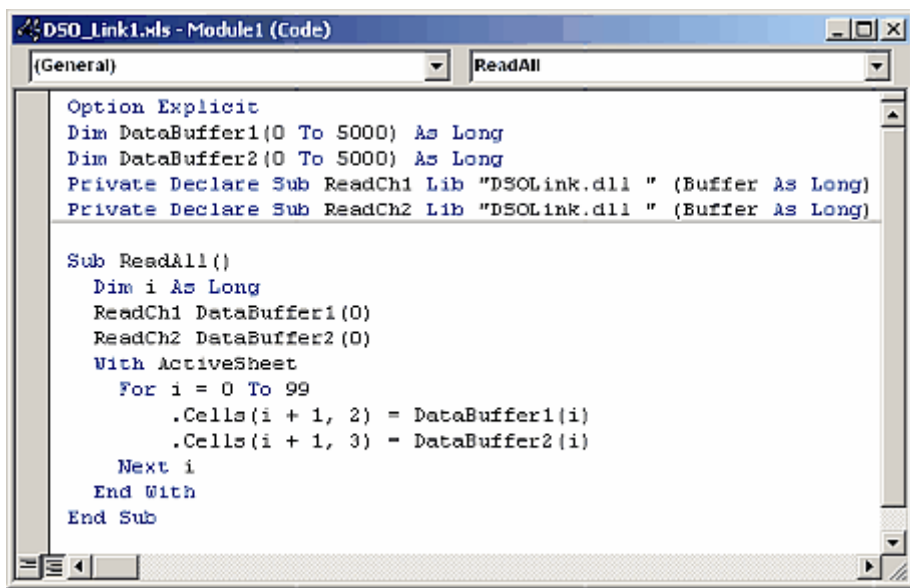 DSO_Link1.xls - Module1 (Code)
(General) ReadAll
Option Explicit
Dim DataBuffer1(0 To 5000) As Long
Dim DataBuffer2(0 To 5000) As Long
Private Declare Sub ReadCh1 Lib "DSOLink.dll " (Buffer As Long)
Private Declare Sub ReadCh2 Lib "DSOLink.dll " (Buffer As Long)
Sub ReadAll()
Dim i As Long
ReadCh1 DataBuffer1(0)
ReadCh2 DataBuffer2(0)
With ActiveSheet
For i = 0 To 99
.Cells(i + 1, 2) = DataBuffer1(i)
.Cells(i + 1, 3) = DataBuffer2(i)
Next i
End With
End Sub